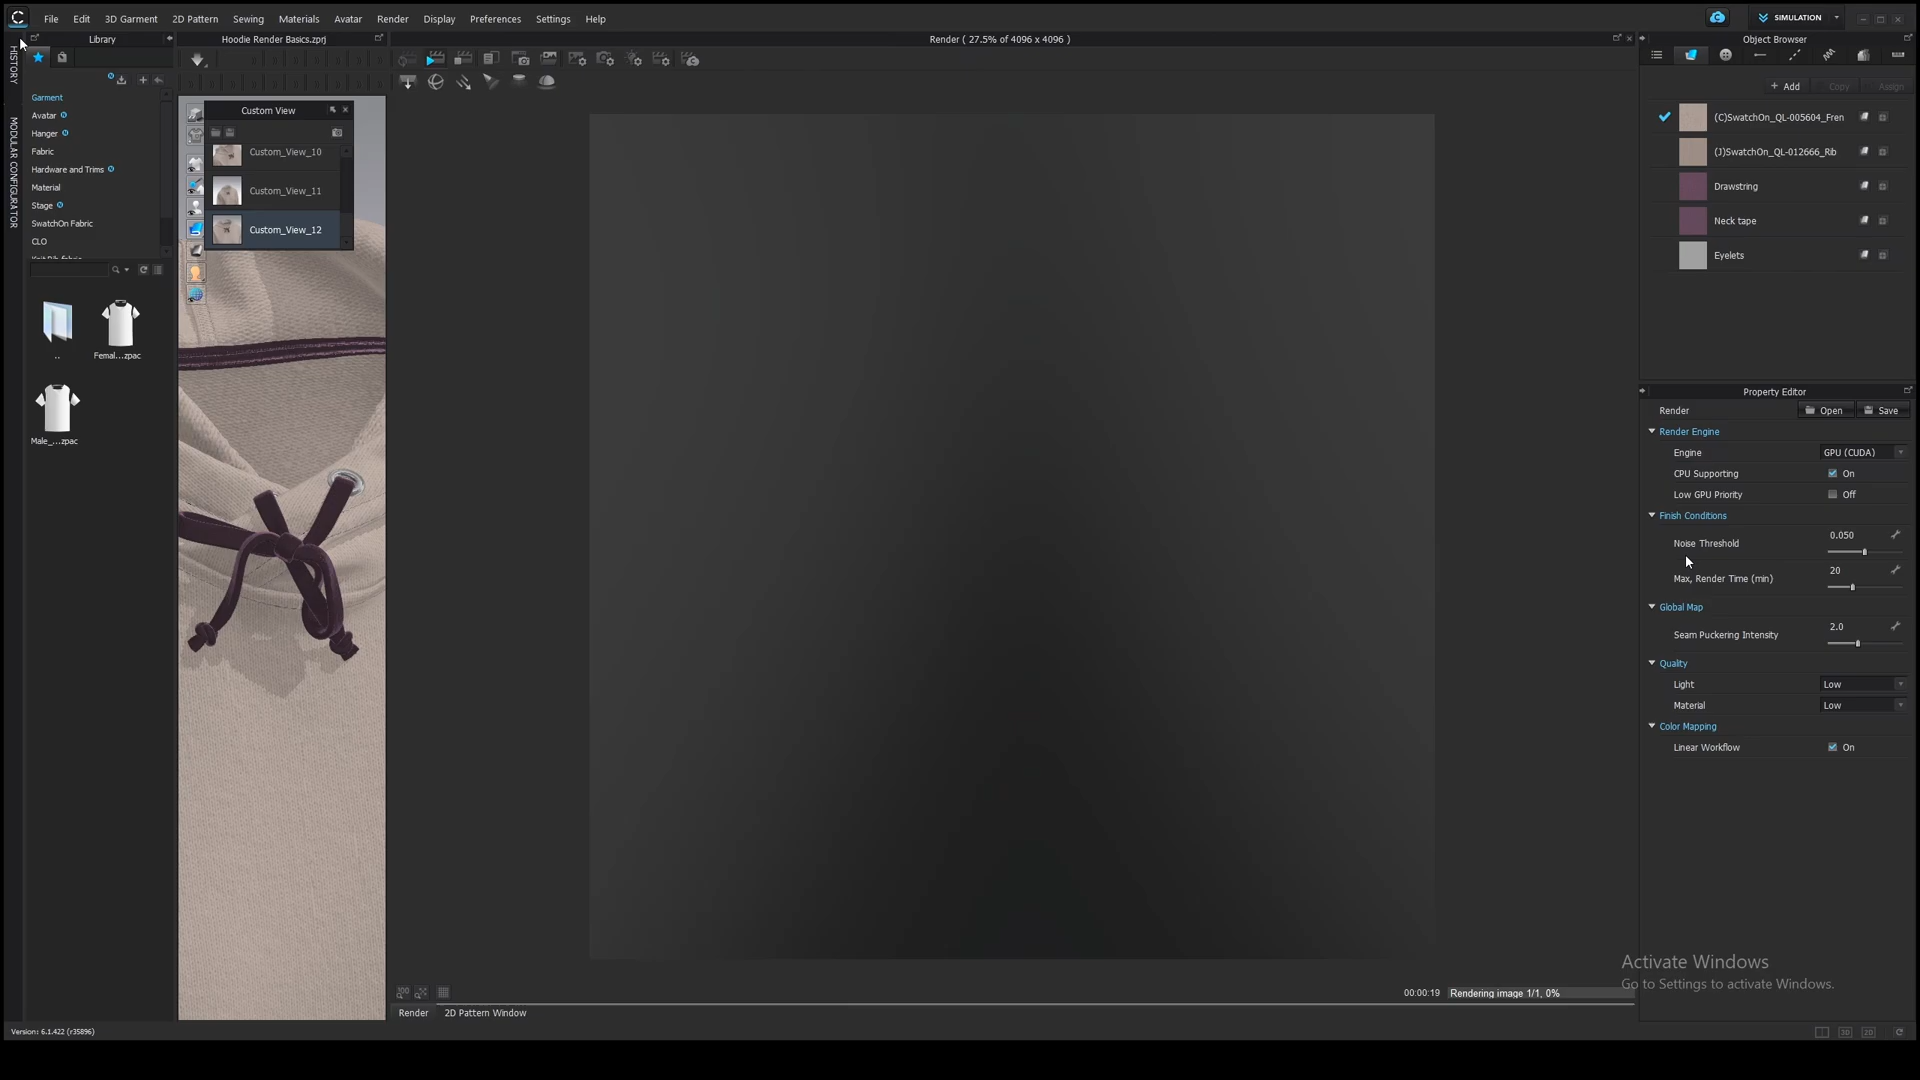 File Edit 3D Garment 2D Pattern Sewing Materials Avatar Render Display Preferences Settings Help
SIMULATION
Library
Hoodie Render Basics.zprj
Render ( 27.5% of 4096 x 4096 )
Object Browser
HISTORY
MODULAR CONFIGURATOR
Garment
Avatar
Hanger
Fabric
Hardware and Trims
Material
Stage
SwatchOn Fabric
CLO
Knit Rib fabric
..
Femal...zpac
Male_...zpac
Custom View
Custom_View_10
Custom_View_11
Custom_View_12
+ Add Copy Assign
(C)SwatchOn_QL-005604_Fren
(J)SwatchOn_QL-012666_Rib
Drawstring
Neck tape
Eyelets
Property Editor
Render Open Save
Render Engine
Engine GPU (CUDA)
CPU Supporting On
Low GPU Priority Off
Finish Conditions
Noise Threshold 0.050
Max, Render Time (min) 20
Global Map
Seam Puckering Intensity 2.0
Quality
Light Low
Material Low
Color Mapping
Linear Workflow On
Activate Windows
Go to Settings to activate Windows.
100
00:00:19 Rendering image 1/1, 0%
Render 2D Pattern Window
Version: 6.1.422 (r35896)
3D 2D